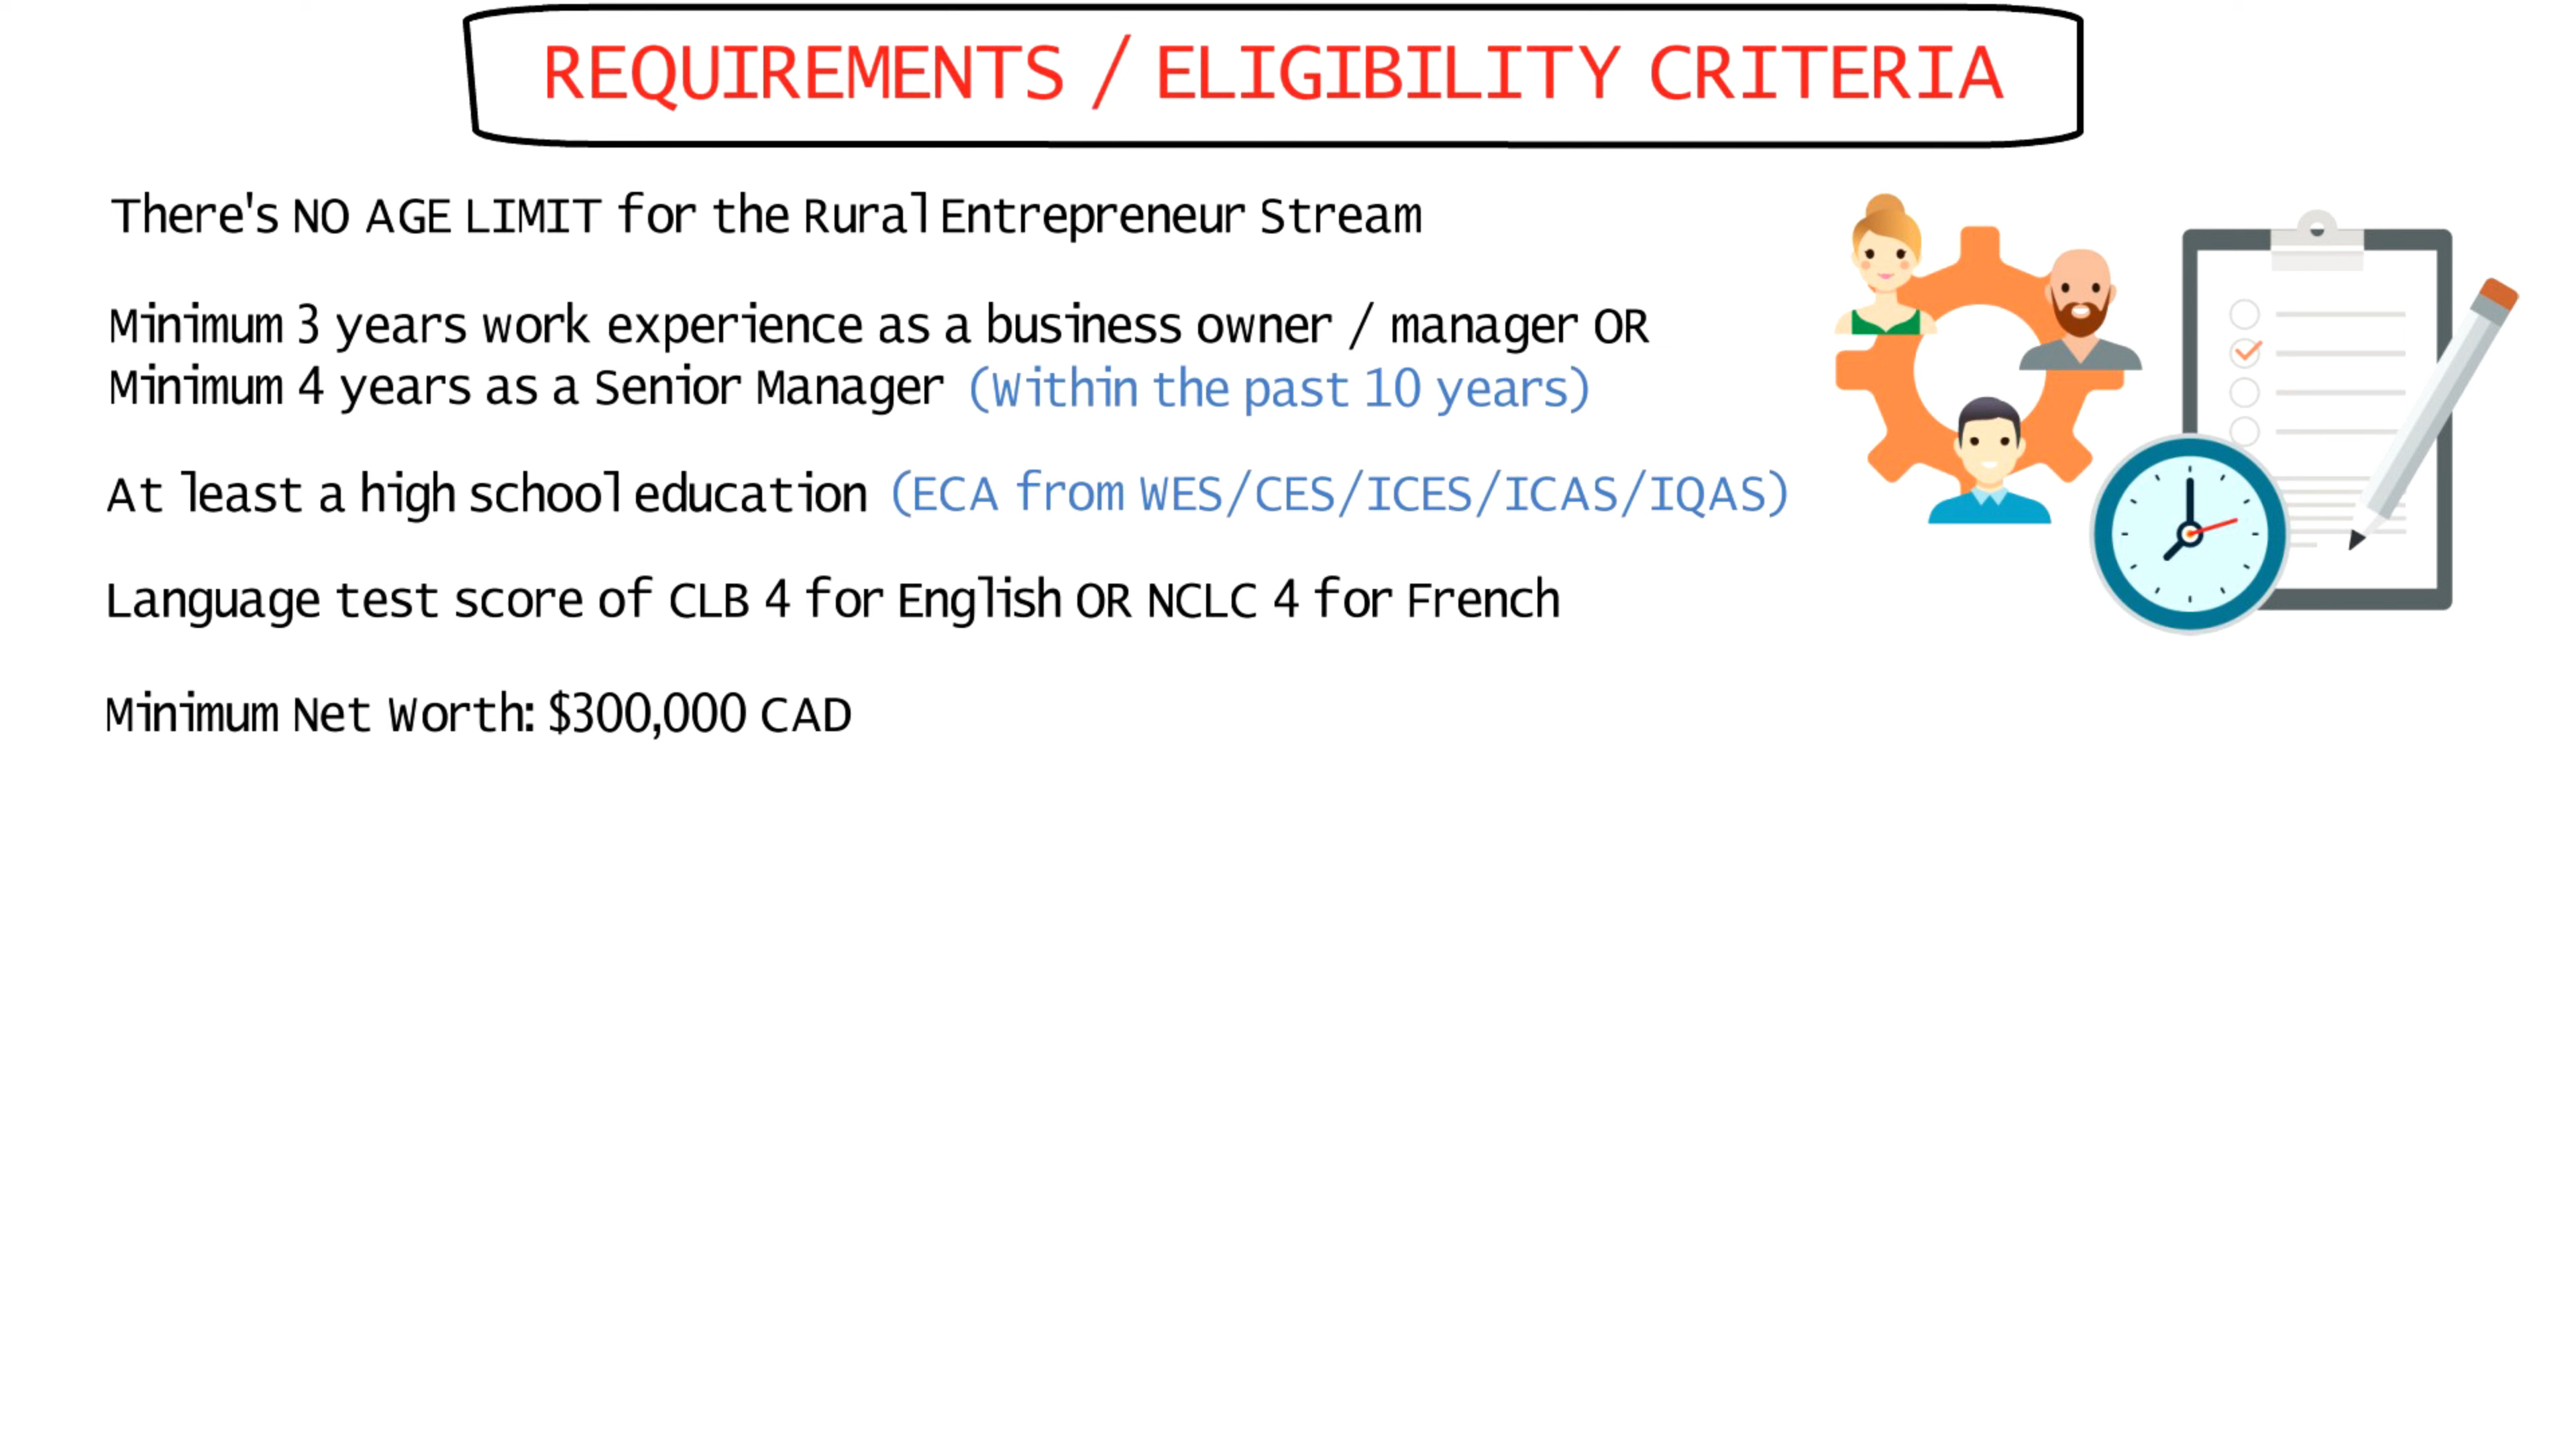 REQUIREMENTS / ELIGIBILITY CRITERIA
There's NO AGE LIMIT for the Rural Entrepreneur Stream
Minimum 3 years work experience as a business owner / manager OR
Minimum 4 years as a Senior Manager (Within the past 10 years)
At least a high school education (ECA from WES/CES/ICES/ICAS/IQAS)
Language test score of CLB 4 for English OR NCLC 4 for French
Minimum Net Worth: $300,000 CAD